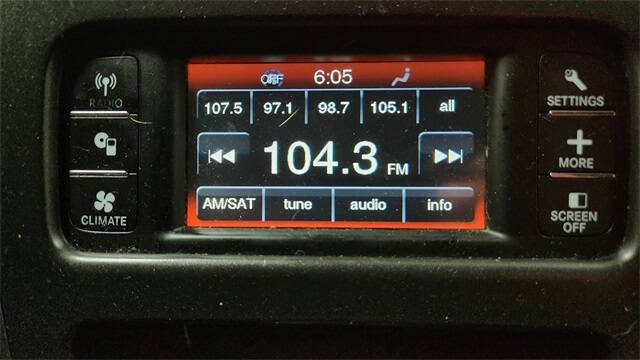 OFF 6:05
107.5 97.1 98.7 105.1 all
104.3 FM
AM/SAT tune audio info
RADIO
CLIMATE
SETTINGS
MORE
SCREEN
OFF